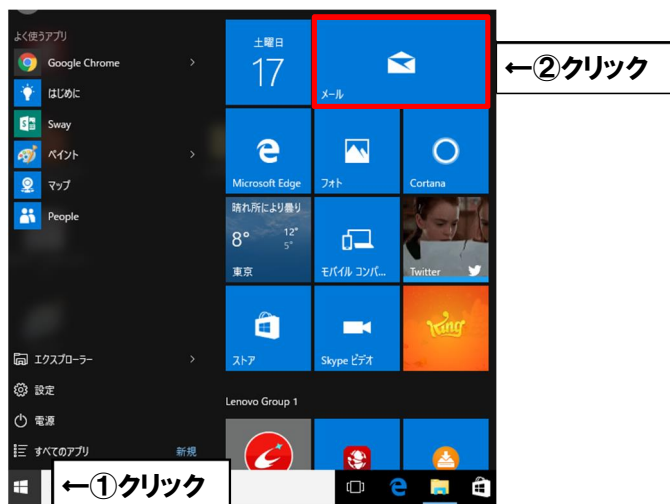 よく使うアプリ
Google Chrome
はじめに
Sway
ペイント
マップ
People
エクスプローラー
設定
電源
すべてのアプリ 新規
土曜日
17
メール
Microsoft Edge
フォト
Cortana
晴れ所により曇り
8° 12°
5°
東京
モバイル コンパ...
Twitter
ストア
Skype ビデオ
King
Lenovo Group 1
←②クリック
←①クリック